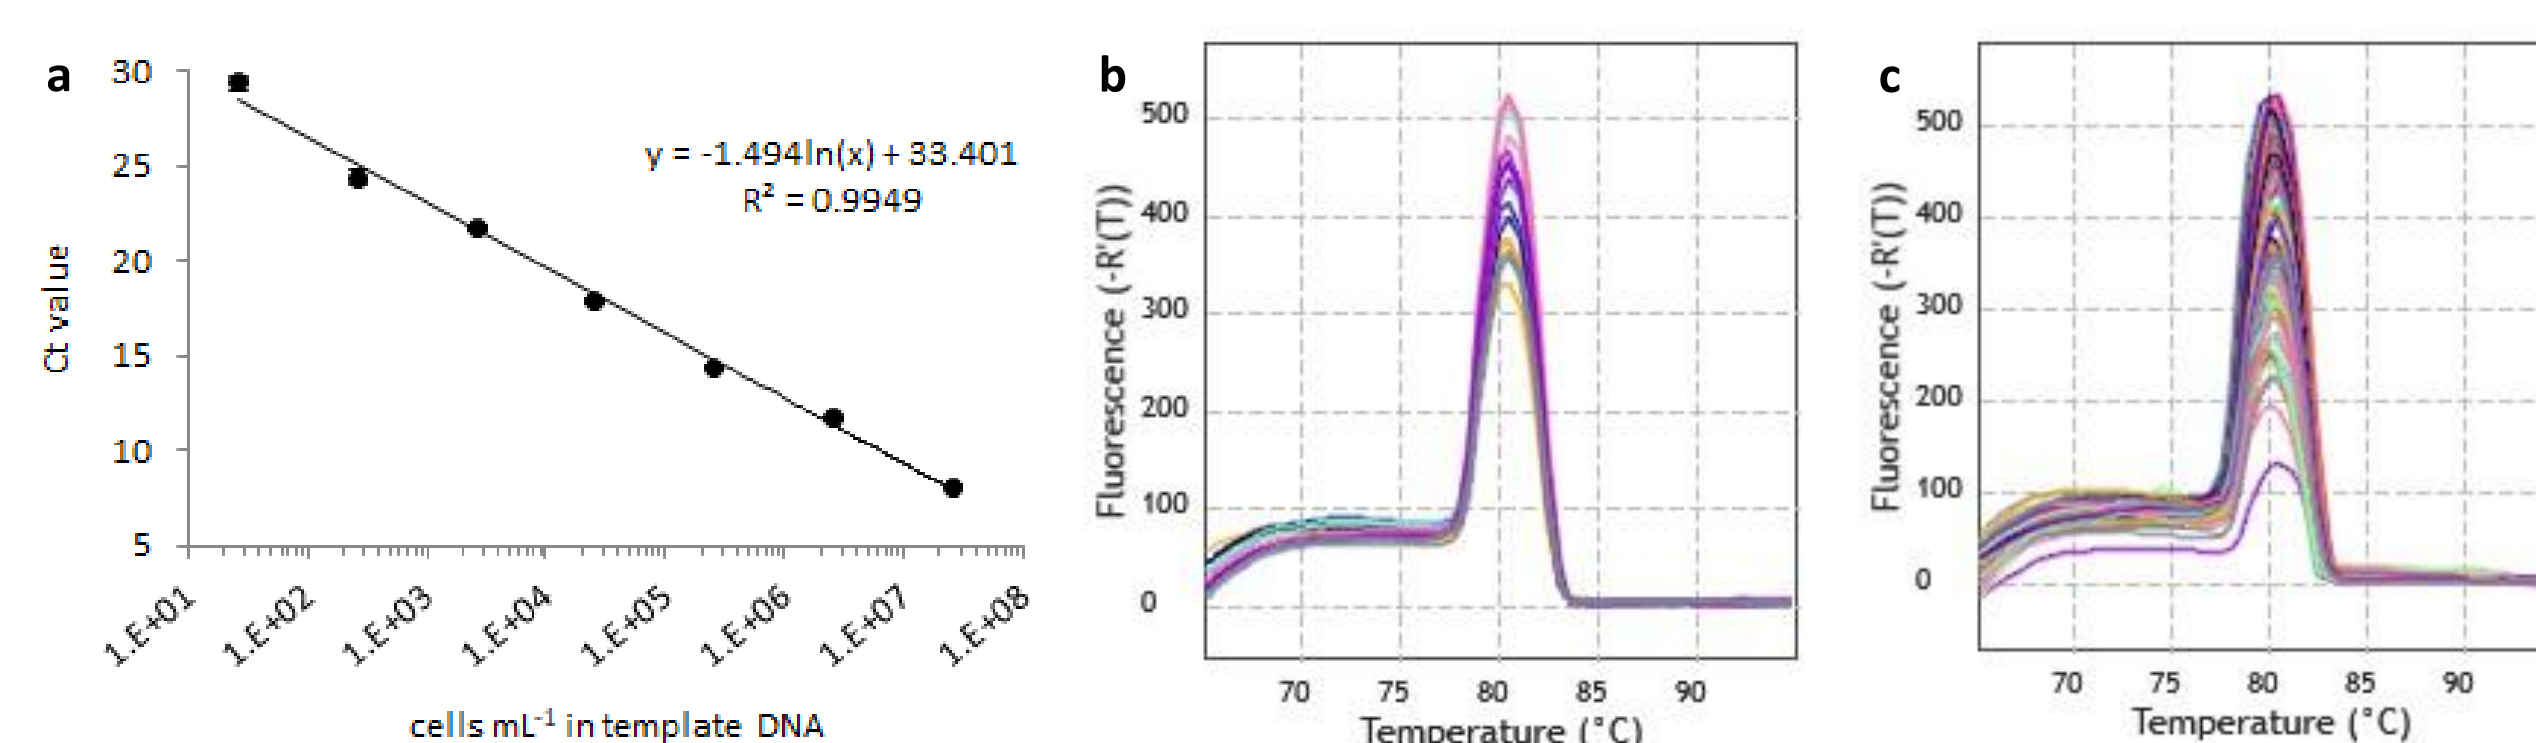 a
30
25
20
15
10
5
Ct value
y = -1.494ln(x) + 33.401
R² = 0.9949
1.E+01
1.E+02
1.E+03
1.E+04
1.E+05
1.E+06
1.E+07
1.E+08
cells mL⁻¹ in template DNA
b
500
400
300
200
100
0
Fluorescence (-R'(T))
70
75
80
85
90
Temperature (°C)
c
500
400
300
200
100
0
Fluorescence (-R'(T))
70
75
80
85
90
Temperature (°C)